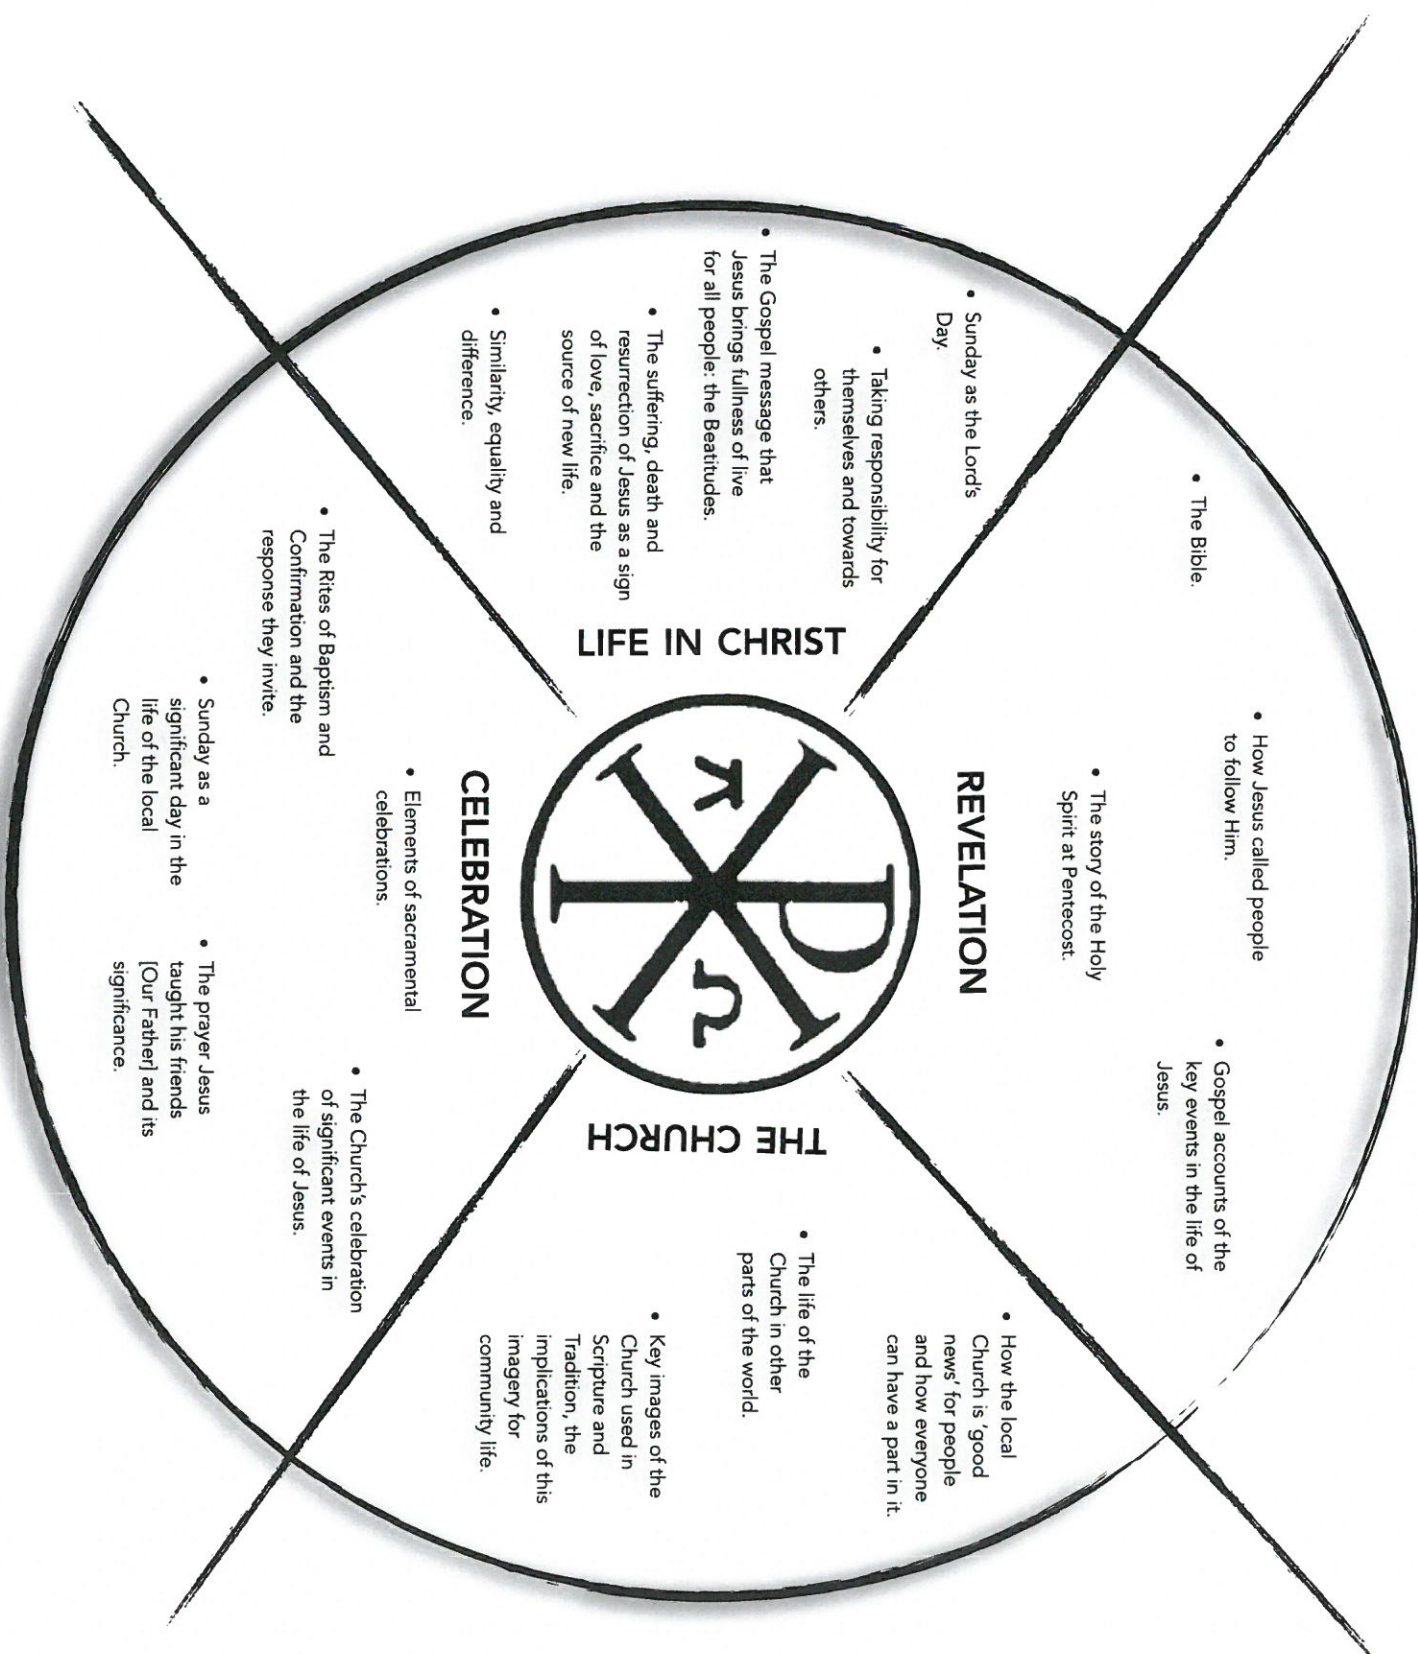 • The Bible.
• How Jesus called people
to follow Him.
• Gospel accounts of the
key events in the life of
Jesus.
• The story of the Holy
Spirit at Pentecost.
REVELATION
• Sunday as the Lord's
Day.
• Taking responsibility for
themselves and towards
others.
• The Gospel message that
Jesus brings fullness of live
for all people: the Beatitudes.
• The suffering, death and
resurrection of Jesus as a sign
of love, sacrifice and the
source of new life.
• Similarity, equality and
difference.
LIFE IN CHRIST
α Ω
THE CHURCH
• How the local
Church is 'good
news' for people
and how everyone
can have a part in it.
• The life of the
Church in other
parts of the world.
• Key images of the
Church used in
Scripture and
Tradition, the
implications of this
imagery for
community life.
CELEBRATION
• Elements of sacramental
celebrations.
• The Rites of Baptism and
Confirmation and the
response they invite.
• The Church's celebration
of significant events in
the life of Jesus.
• Sunday as a
significant day in the
life of the local
Church.
• The prayer Jesus
taught his friends
[Our Father] and its
significance.